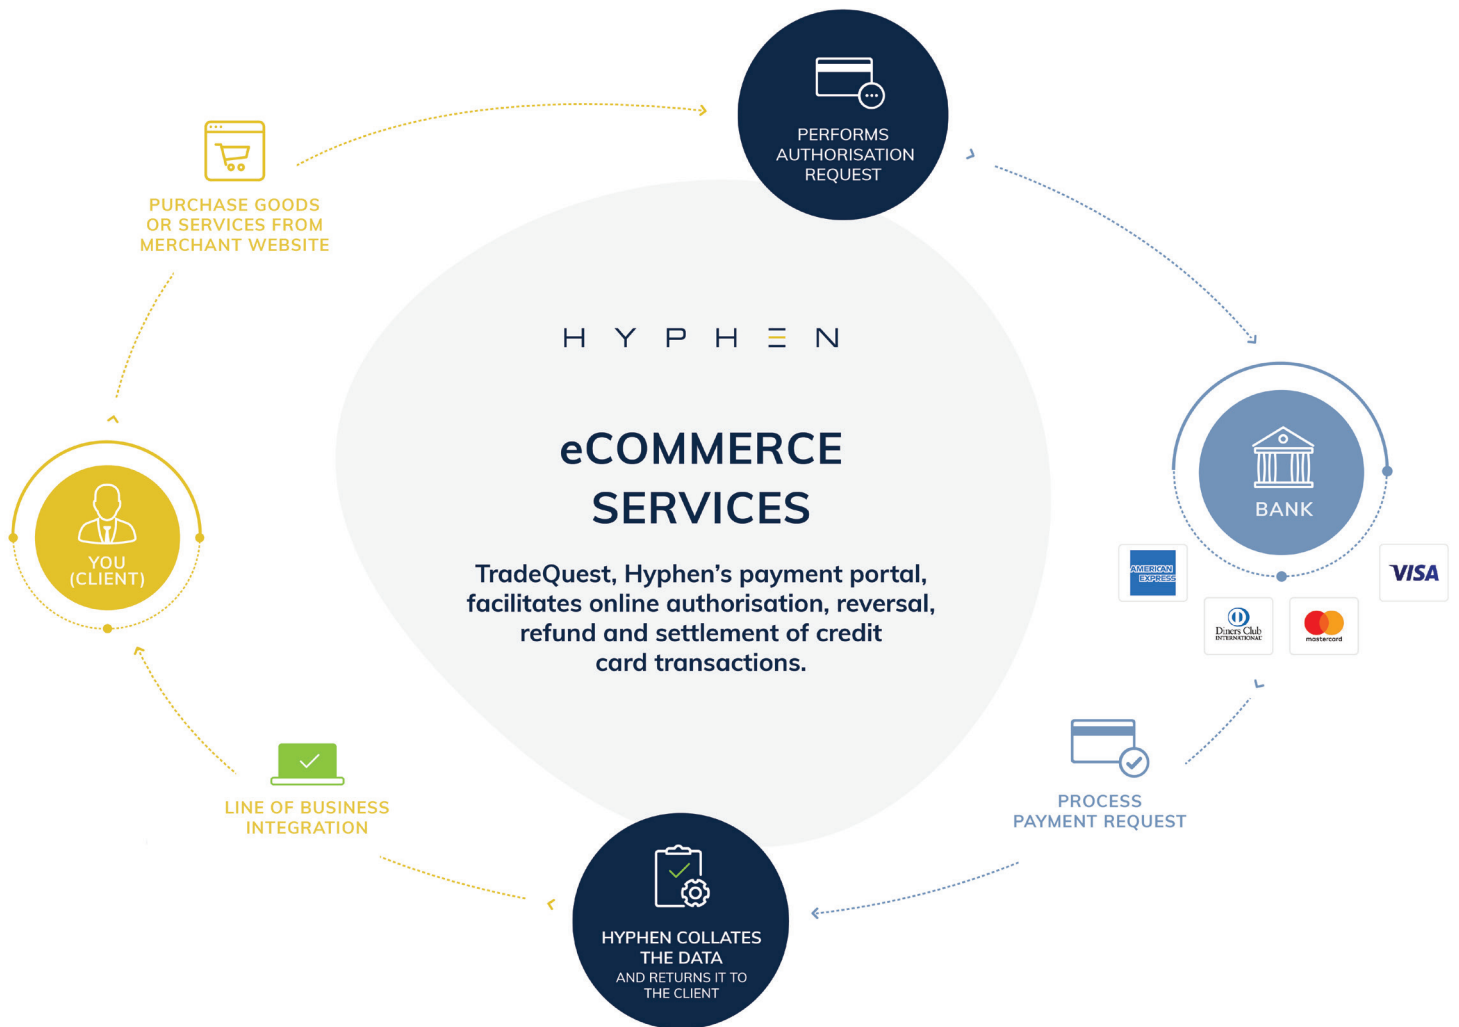 PERFORMS
AUTHORISATION
REQUEST
PURCHASE GOODS
OR SERVICES FROM
MERCHANT WEBSITE
HYPHEN
eCOMMERCE
SERVICES
TradeQuest, Hyphen’s payment portal,
facilitates online authorisation, reversal,
refund and settlement of credit
card transactions.
BANK
AMERICAN
EXPRESS
Diners Club
INTERNATIONAL
mastercard
VISA
YOU
(CLIENT)
PROCESS
PAYMENT REQUEST
LINE OF BUSINESS
INTEGRATION
HYPHEN COLLATES
THE DATA
AND RETURNS IT TO
THE CLIENT